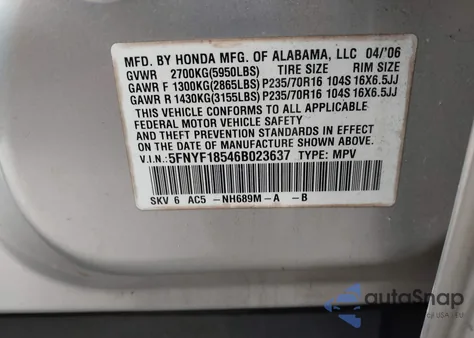 MFD. BY HONDA MFG. OF ALABAMA, LLC 04/'06
GVWR 2700KG(5950LBS) TIRE SIZE RIM SIZE
GAWR F 1300KG(2865LBS) P235/70R16 104S 16X6.5JJ
GAWR R 1430KG(3155LBS) P235/70R16 104S 16X6.5JJ
THIS VEHICLE CONFORMS TO ALL APPLICABLE
FEDERAL MOTOR VEHICLE SAFETY
AND THEFT PREVENTION STANDARDS IN EFFECT
ON THE DATE OF MANUFACTURE SHOWN ABOVE.
V.I.N: 5FNYF18546B023637 TYPE: MPV
SKV 6 AC5 -NH689M-A -B
autoSnap